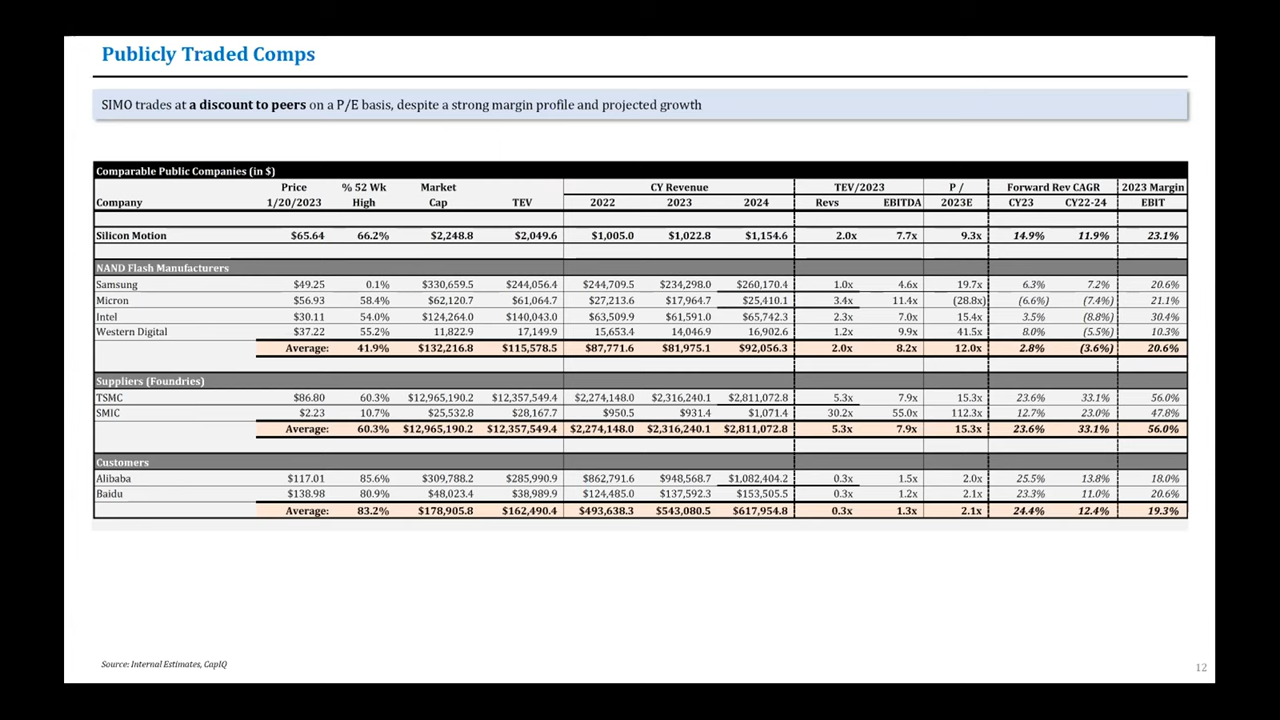 Publicly Traded Comps
SIMO trades at a discount to peers on a P/E basis, despite a strong margin profile and projected growth
Comparable Public Companies (in $)
Price % 52 Wk Market CY Revenue TEV/2023 P / Forward Rev CAGR 2023 Margin
Company 1/20/2023 High Cap TEV 2022 2023 2024 Revs EBITDA 2023E CY23 CY22-24 EBIT
Silicon Motion $65.64 66.2% $2,248.8 $2,049.6 $1,005.0 $1,022.8 $1,154.6 2.0x 7.7x 9.3x 14.9% 11.9% 23.1%
NAND Flash Manufacturers
Samsung $49.25 0.1% $330,659.5 $244,056.4 $244,709.5 $234,298.0 $260,170.4 1.0x 4.6x 19.7x 6.3% 7.2% 20.6%
Micron $56.93 58.4% $62,120.7 $61,064.7 $27,213.6 $17,964.7 $25,410.1 3.4x 11.4x (28.8x) (6.6%) (7.4%) 21.1%
Intel $30.11 54.0% $124,264.0 $140,043.0 $63,509.9 $61,591.0 $65,742.3 2.3x 7.0x 15.4x 3.5% (8.8%) 30.4%
Western Digital $37.22 55.2% 11,822.9 17,149.9 15,653.4 14,046.9 16,902.6 1.2x 9.9x 41.5x 8.0% (5.5%) 10.3%
Average: 41.9% $132,216.8 $115,578.5 $87,771.6 $81,975.1 $92,056.3 2.0x 8.2x 12.0x 2.8% (3.6%) 20.6%
Suppliers (Foundries)
TSMC $86.80 60.3% $12,965,190.2 $12,357,549.4 $2,274,148.0 $2,316,240.1 $2,811,072.8 5.3x 7.9x 15.3x 23.6% 33.1% 56.0%
SMIC $2.23 10.7% $25,532.8 $28,167.7 $950.5 $931.4 $1,071.4 30.2x 55.0x 112.3x 12.7% 23.0% 47.8%
Average: 60.3% $12,965,190.2 $12,357,549.4 $2,274,148.0 $2,316,240.1 $2,811,072.8 5.3x 7.9x 15.3x 23.6% 33.1% 56.0%
Customers
Alibaba $117.01 85.6% $309,788.2 $285,990.9 $862,791.6 $948,568.7 $1,082,404.2 0.3x 1.5x 2.0x 25.5% 13.8% 18.0%
Baidu $138.98 80.9% $48,023.4 $38,989.9 $124,485.0 $137,592.3 $153,505.5 0.3x 1.2x 2.1x 23.3% 11.0% 20.6%
Average: 83.2% $178,905.8 $162,490.4 $493,638.3 $543,080.5 $617,954.8 0.3x 1.3x 2.1x 24.4% 12.4% 19.3%
Source: Internal Estimates, CapIQ
12